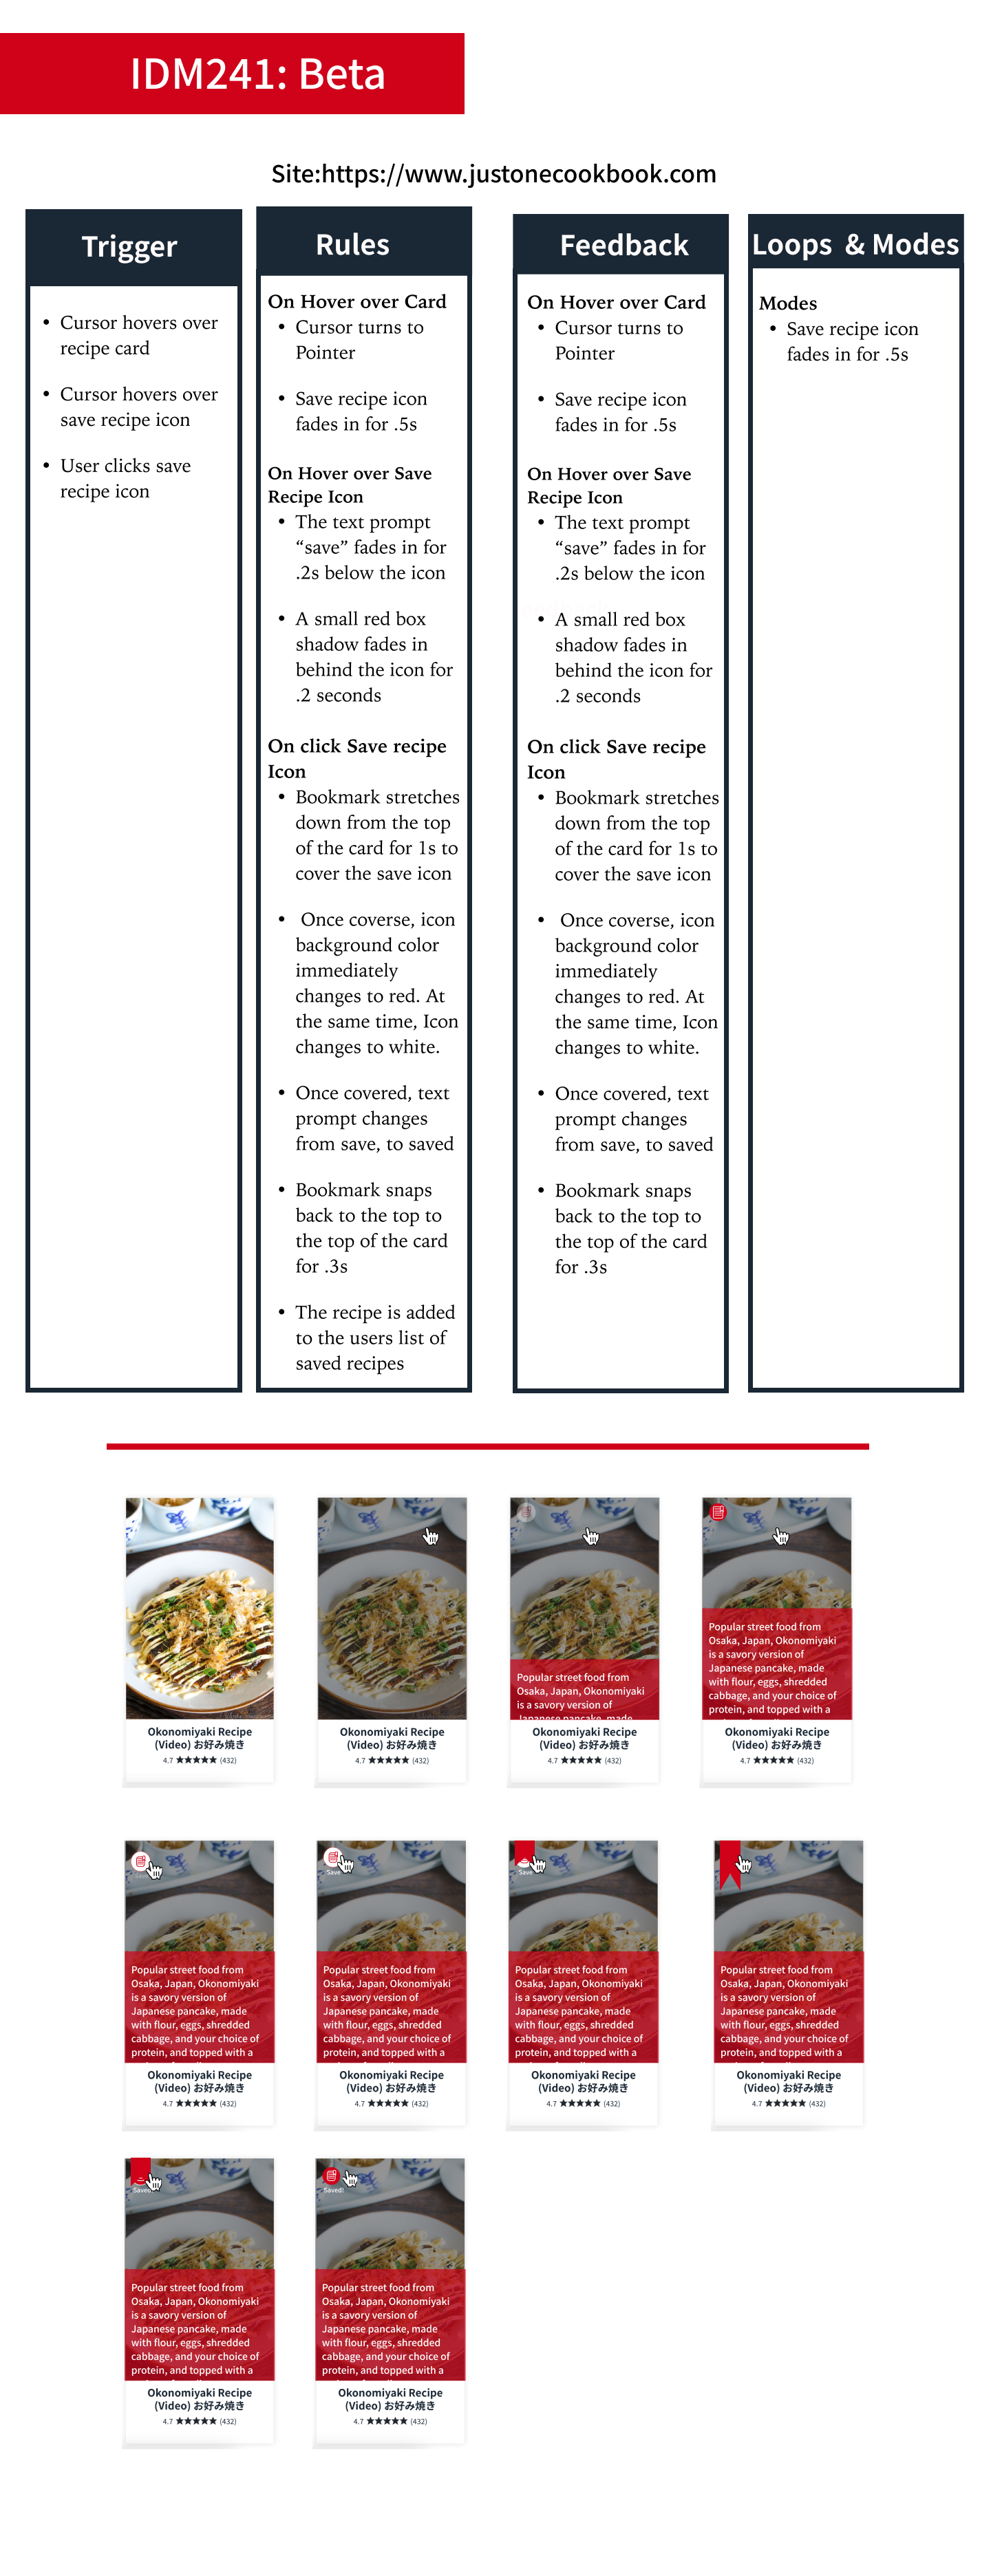 IDM241: Beta
Site:https://www.justonecookbook.com
Trigger
• Cursor hovers over
recipe card
• Cursor hovers over
save recipe icon
• User clicks save
recipe icon
Rules
On Hover over Card
• Cursor turns to
Pointer
• Save recipe icon
fades in for .5s
On Hover over Save
Recipe Icon
• The text prompt
“save” fades in for
.2s below the icon
• A small red box
shadow fades in
behind the icon for
.2 seconds
On click Save recipe
Icon
• Bookmark stretches
down from the top
of the card for 1s to
cover the save icon
• Once coverse, icon
background color
immediately
changes to red. At
the same time, Icon
changes to white.
• Once covered, text
prompt changes
from save, to saved
• Bookmark snaps
back to the top to
the top of the card
for .3s
• The recipe is added
to the users list of
saved recipes
Feedback
On Hover over Card
• Cursor turns to
Pointer
• Save recipe icon
fades in for .5s
On Hover over Save
Recipe Icon
• The text prompt
“save” fades in for
.2s below the icon
• A small red box
shadow fades in
behind the icon for
.2 seconds
On click Save recipe
Icon
• Bookmark stretches
down from the top
of the card for 1s to
cover the save icon
• Once coverse, icon
background color
immediately
changes to red. At
the same time, Icon
changes to white.
• Once covered, text
prompt changes
from save, to saved
• Bookmark snaps
back to the top to
the top of the card
for .3s
Loops & Modes
Modes
• Save recipe icon
fades in for .5s
Okonomiyaki Recipe
(Video) お好み焼き
4.7 ★★★★★ (432)
Okonomiyaki Recipe
(Video) お好み焼き
4.7 ★★★★★ (432)
Popular street food from
Osaka, Japan, Okonomiyaki
is a savory version of
Japanese pancake, made
Okonomiyaki Recipe
(Video) お好み焼き
4.7 ★★★★★ (432)
Popular street food from
Osaka, Japan, Okonomiyaki
is a savory version of
Japanese pancake, made
with flour, eggs, shredded
cabbage, and your choice of
protein, and topped with a
Okonomiyaki Recipe
(Video) お好み焼き
4.7 ★★★★★ (432)
Popular street food from
Osaka, Japan, Okonomiyaki
is a savory version of
Japanese pancake, made
with flour, eggs, shredded
cabbage, and your choice of
protein, and topped with a
Okonomiyaki Recipe
(Video) お好み焼き
4.7 ★★★★★ (432)
Save
Popular street food from
Osaka, Japan, Okonomiyaki
is a savory version of
Japanese pancake, made
with flour, eggs, shredded
cabbage, and your choice of
protein, and topped with a
Okonomiyaki Recipe
(Video) お好み焼き
4.7 ★★★★★ (432)
Save
Popular street food from
Osaka, Japan, Okonomiyaki
is a savory version of
Japanese pancake, made
with flour, eggs, shredded
cabbage, and your choice of
protein, and topped with a
Okonomiyaki Recipe
(Video) お好み焼き
4.7 ★★★★★ (432)
Popular street food from
Osaka, Japan, Okonomiyaki
is a savory version of
Japanese pancake, made
with flour, eggs, shredded
cabbage, and your choice of
protein, and topped with a
Okonomiyaki Recipe
(Video) お好み焼き
4.7 ★★★★★ (432)
Saved
Popular street food from
Osaka, Japan, Okonomiyaki
is a savory version of
Japanese pancake, made
with flour, eggs, shredded
cabbage, and your choice of
protein, and topped with a
Okonomiyaki Recipe
(Video) お好み焼き
4.7 ★★★★★ (432)
Saved!
Popular street food from
Osaka, Japan, Okonomiyaki
is a savory version of
Japanese pancake, made
with flour, eggs, shredded
cabbage, and your choice of
protein, and topped with a
Okonomiyaki Recipe
(Video) お好み焼き
4.7 ★★★★★ (432)